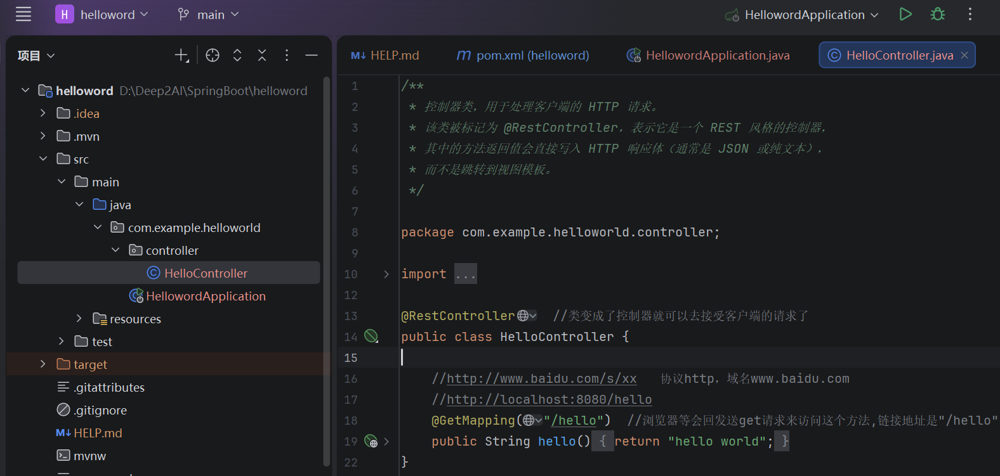 H helloword main HellowordApplication
项目
helloword D:\Deep2AI\SpringBoot\helloword
.idea
.mvn
src
main
java
com.example.helloworld
controller
HelloController
HellowordApplication
resources
test
target
.gitattributes
.gitignore
M↓ HELP.md
mvnw
M↓ HELP.md m pom.xml (helloword) HellowordApplication.java HelloController.java
1 /**
2 * 控制器类，用于处理客户端的 HTTP 请求。
3 * 该类被标记为 @RestController，表示它是一个 REST 风格的控制器，
4 * 其中的方法返回值会直接写入 HTTP 响应体（通常是 JSON 或纯文本），
5 * 而不是跳转到视图模板。
6 */
7
8 package com.example.helloworld.controller;
9
10 import ...
12
13 @RestController //类变成了控制器就可以去接受客户端的请求了
14 public class HelloController {
15
16 //http://www.baidu.com/s/xx 协议http，域名www.baidu.com
17 //http://localhost:8080/hello
18 @GetMapping("/hello") //浏览器等会回发送get请求来访问这个方法,链接地址是"/hello"
19 public String hello() { return "hello world"; }
22 }